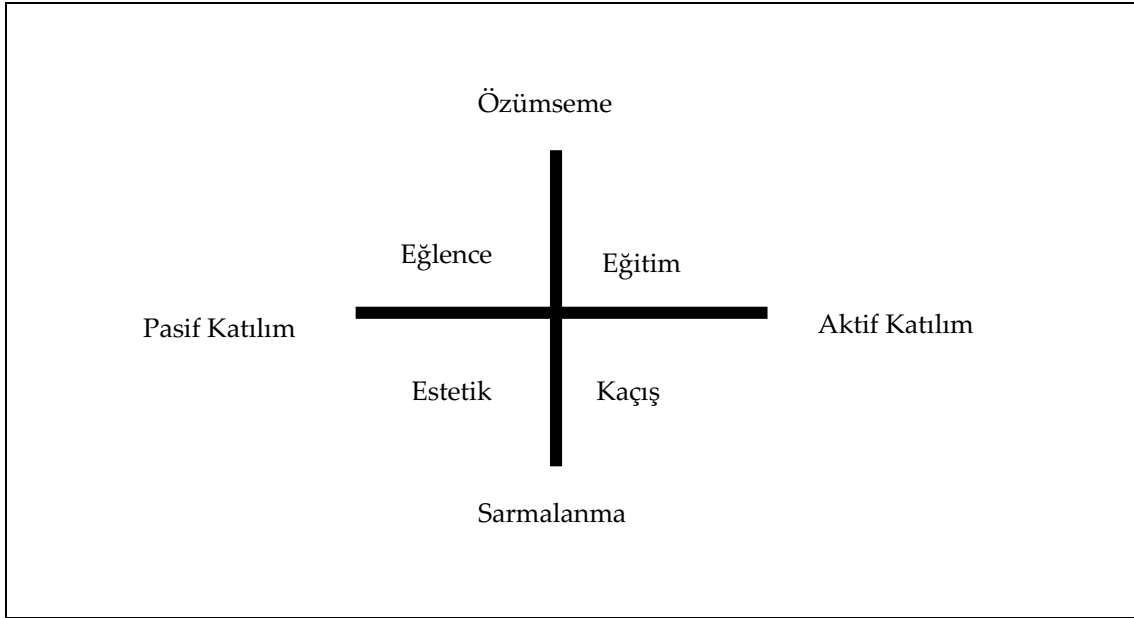 Özümseme
Eğlence
Eğitim
Pasif Katılım
Aktif Katılım
Estetik
Kaçış
Sarmalanma